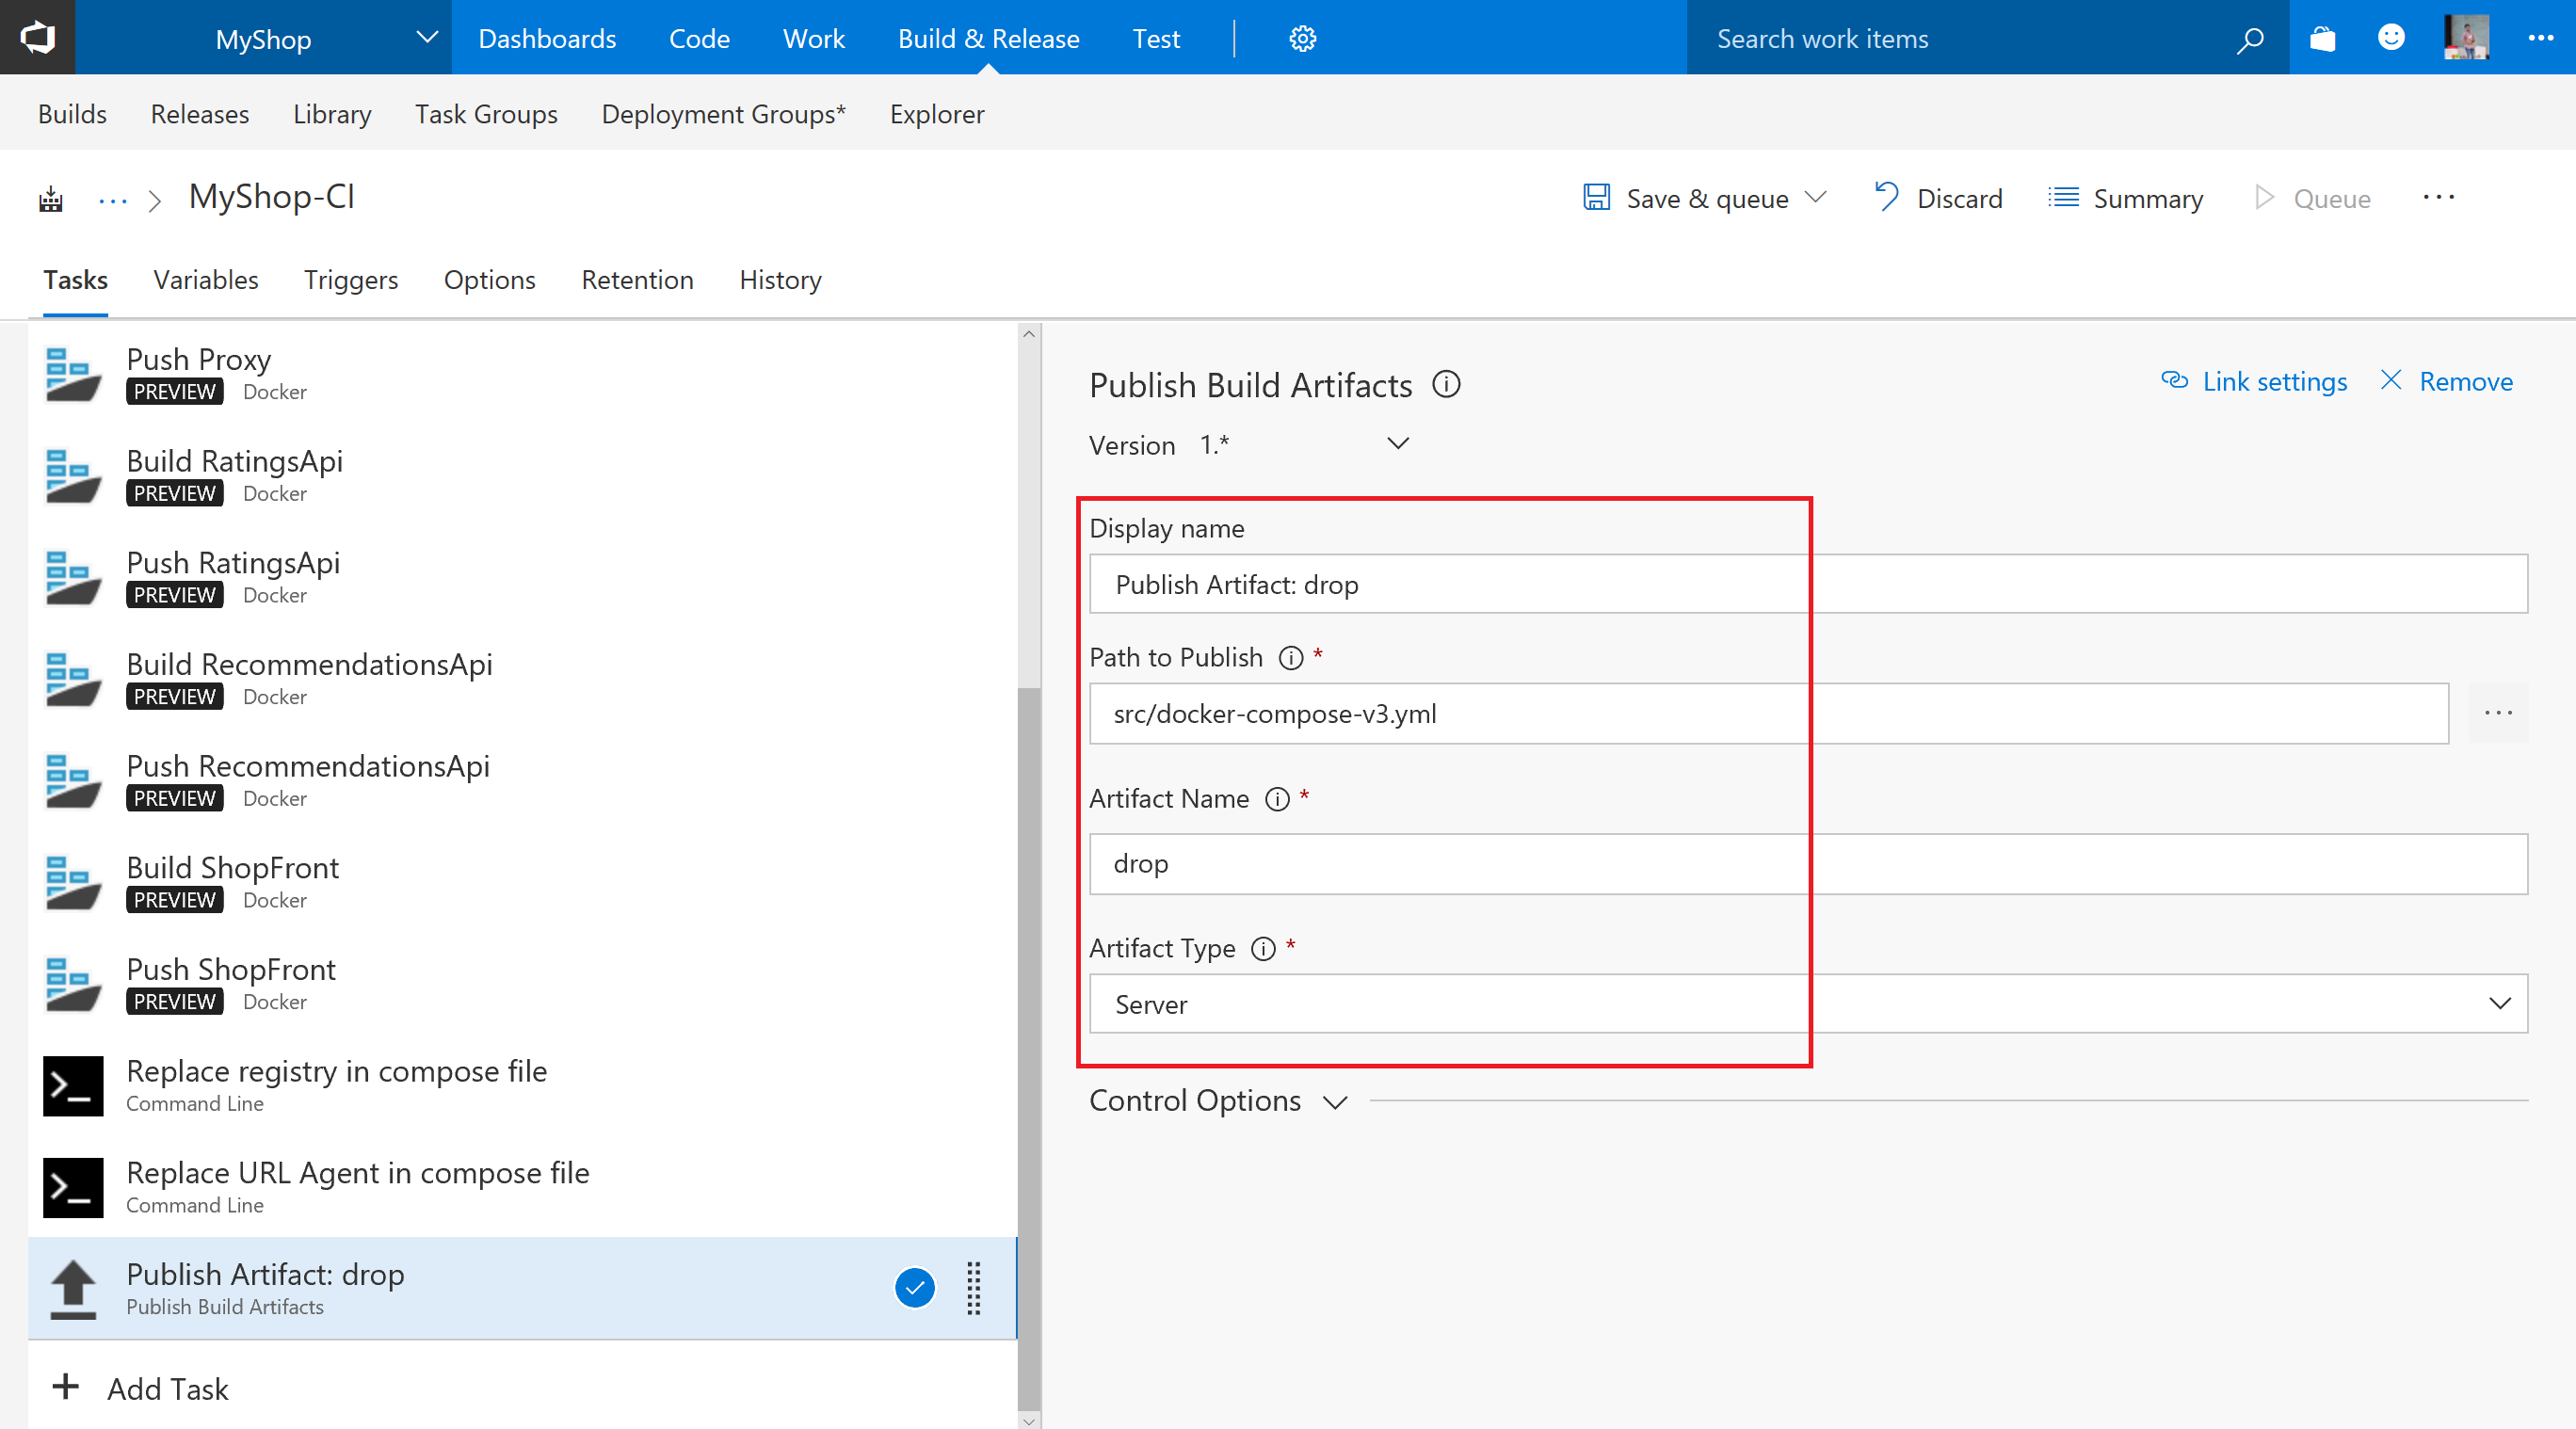 MyShop Dashboards Code Work Build & Release Test Search work items
Builds Releases Library Task Groups Deployment Groups* Explorer
... > MyShop-CI Save & queue Discard Summary Queue ...
Tasks Variables Triggers Options Retention History
Push Proxy
PREVIEW Docker
Build RatingsApi
PREVIEW Docker
Push RatingsApi
PREVIEW Docker
Build RecommendationsApi
PREVIEW Docker
Push RecommendationsApi
PREVIEW Docker
Build ShopFront
PREVIEW Docker
Push ShopFront
PREVIEW Docker
Replace registry in compose file
Command Line
Replace URL Agent in compose file
Command Line
Publish Artifact: drop
Publish Build Artifacts
+ Add Task
Publish Build Artifacts Link settings Remove
Version 1.*
Display name
Publish Artifact: drop
Path to Publish *
src/docker-compose-v3.yml ...
Artifact Name *
drop
Artifact Type *
Server
Control Options